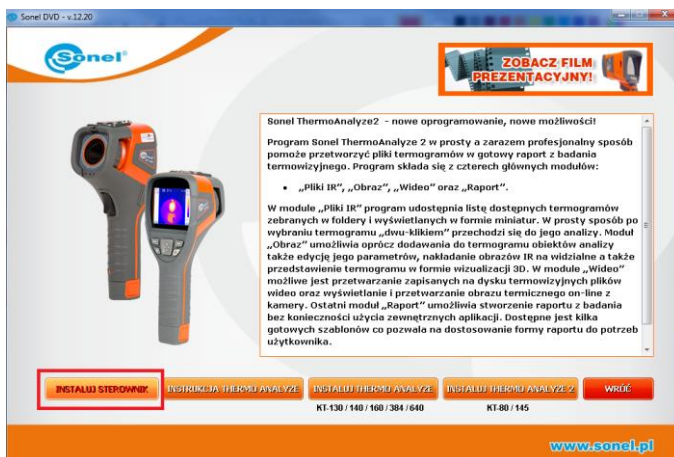 Sonel DVD - v.12.20
Sonel®
ZOBACZ FILM
PREZENTACYJNY!
Sonel ThermoAnalyze2 - nowe oprogramowanie, nowe możliwości!
Program Sonel ThermoAnalyze 2 w prosty a zarazem profesjonalny sposób
pomoże przetworzyć pliki termogramów w gotowy raport z badania
termowizyjnego. Program składa się z czterech głównych modułów:
• „Pliki IR”, „Obraz”, „Wideo” oraz „Raport”.
W module „Pliki IR” program udostępnia listę dostępnych termogramów
zebranych w foldery i wyświetlanych w formie miniatur. W prosty sposób po
wybraniu termogramu „dwu-klikiem” przechodzi się do jego analizy. Moduł
„Obraz” umożliwia oprócz dodawania do termogramu obiektów analizy
także edycję jego parametrów, nakładanie obrazów IR na widzialne a także
przedstawienie termogramu w formie wizualizacji 3D. W module „Wideo”
możliwe jest przetwarzanie zapisanych na dysku termowizyjnych plików
wideo oraz wyświetlanie i przetwarzanie obrazu termicznego on-line z
kamery. Ostatni moduł „Raport” umożliwia stworzenie raportu z badania
bez konieczności użycia zewnętrznych aplikacji. Dostępne jest kilka
gotowych szablonów co pozwala na dostosowanie formy raportu do potrzeb
użytkownika.
INSTALUJ STEROWNIK
INSTRUKCJA THERMO ANALYZE
INSTALUJ THERMO ANALYZE
INSTALUJ THERMO ANALYZE 2
WRÓĆ
KT-130 / 140 / 160 / 384 / 640
KT-80 / 145
www.sonel.pl